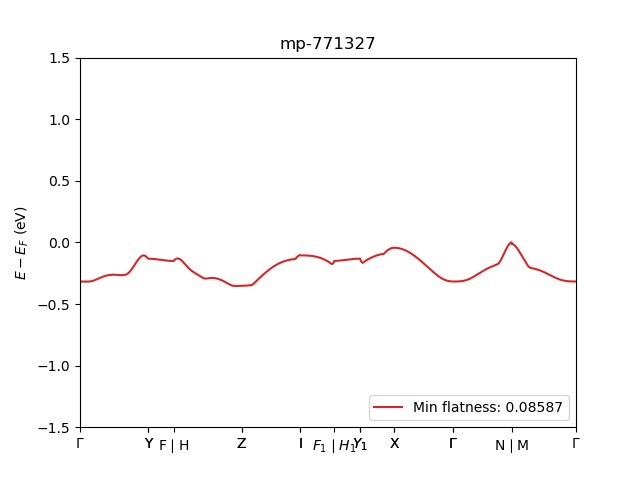 mp-771327
E − E_F (eV)
1.5
1.0
0.5
0.0
−0.5
−1.0
−1.5
Min flatness: 0.08587
Γ Y F | H Z I F₁ | H₁ Y₁ X Γ N | M Γ